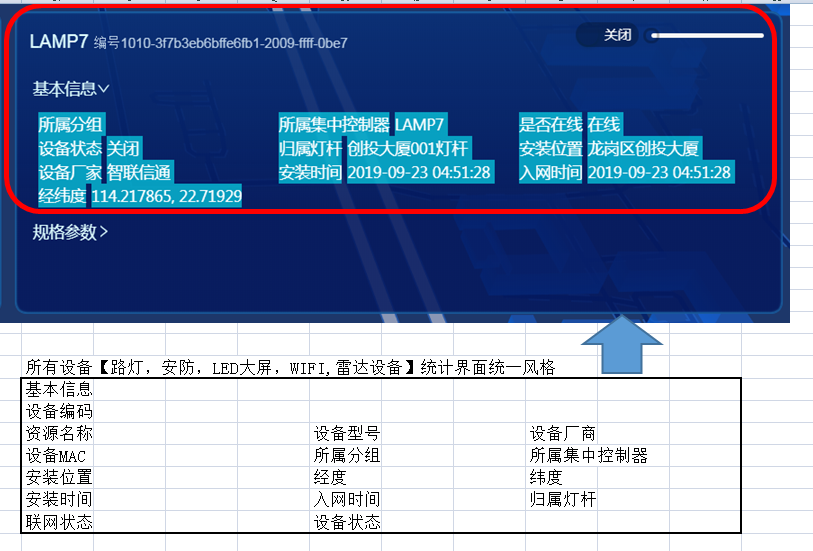 LAMP7 编号1010-3f7b3eb6bffe6fb1-2009-ffff-0be7 关闭
基本信息
所属分组 所属集中控制器 LAMP7 是否在线 在线
设备状态 关闭 归属灯杆 创投大厦001灯杆 安装位置 龙岗区创投大厦
设备厂家 智联信通 安装时间 2019-09-23 04:51:28 入网时间 2019-09-23 04:51:28
经纬度 114.217865, 22.71929
规格参数
所有设备【路灯，安防，LED大屏，WIFI,雷达设备】统计界面统一风格
基本信息
设备编码
资源名称 设备型号 设备厂商
设备MAC 所属分组 所属集中控制器
安装位置 经度 纬度
安装时间 入网时间 归属灯杆
联网状态 设备状态